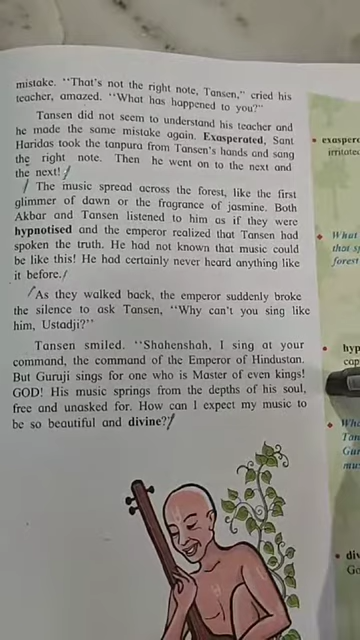 mistake. "That's not the right note, Tansen," cried his
teacher, amazed. "What has happened to you?"
Tansen did not seem to understand his teacher and
he made the same mistake again. Exasperated, Sant
Haridas took the tanpura from Tansen's hands and sang
the right note. Then he went on to the next and
the next!
The music spread across the forest, like the first
glimmer of dawn or the fragrance of jasmine. Both
Akbar and Tansen listened to him as if they were
hypnotised and the emperor realized that Tansen had
spoken the truth. He had not known that music could
be like this! He had certainly never heard anything like
it before.
As they walked back, the emperor suddenly broke
the silence to ask Tansen, "Why can't you sing like
him, Ustadji?"
Tansen smiled. "Shahenshah, I sing at your
command, the command of the Emperor of Hindustan.
But Guruji sings for one who is Master of even kings!
GOD! His music springs from the depths of his soul,
free and unasked for. How can I expect my music to
be so beautiful and divine?"
• exaspera
irritated
What
that sp
forest
• hyp
cap
Wha
Tan
Gur
mus
• div
Go